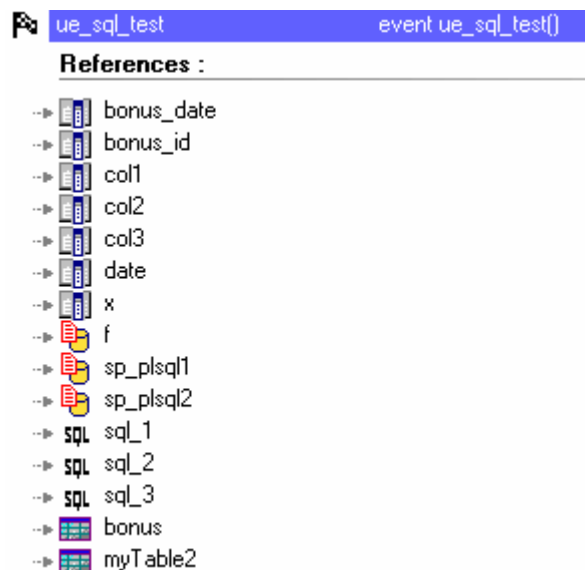 ue_sql_test event ue_sql_test()
References :
bonus_date
bonus_id
col1
col2
col3
date
x
f
sp_plsql1
sp_plsql2
SQL sql_1
SQL sql_2
SQL sql_3
bonus
myTable2